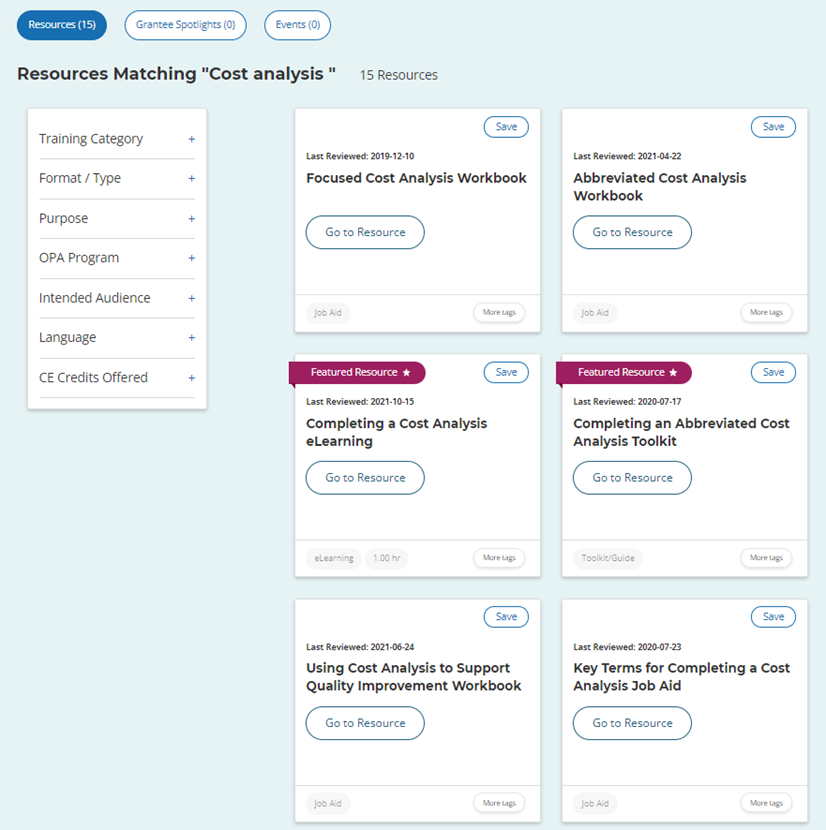 Resources (15)
Grantee Spotlights (0)
Events (0)
Resources Matching "Cost analysis "
15 Resources
Training Category +
Format / Type +
Purpose +
OPA Program +
Intended Audience +
Language +
CE Credits Offered +
Save
Last Reviewed: 2019-12-10
Focused Cost Analysis Workbook
Go to Resource
Job Aid
More tags
Save
Last Reviewed: 2021-04-22
Abbreviated Cost Analysis
Workbook
Go to Resource
Job Aid
More tags
Featured Resource ★
Save
Last Reviewed: 2021-10-15
Completing a Cost Analysis
eLearning
Go to Resource
eLearning
1.00 hr
More tags
Featured Resource ★
Save
Last Reviewed: 2020-07-17
Completing an Abbreviated Cost
Analysis Toolkit
Go to Resource
Toolkit/Guide
More tags
Save
Last Reviewed: 2021-06-24
Using Cost Analysis to Support
Quality Improvement Workbook
Go to Resource
Job Aid
More tags
Save
Last Reviewed: 2020-07-23
Key Terms for Completing a Cost
Analysis Job Aid
Go to Resource
Job Aid
More tags